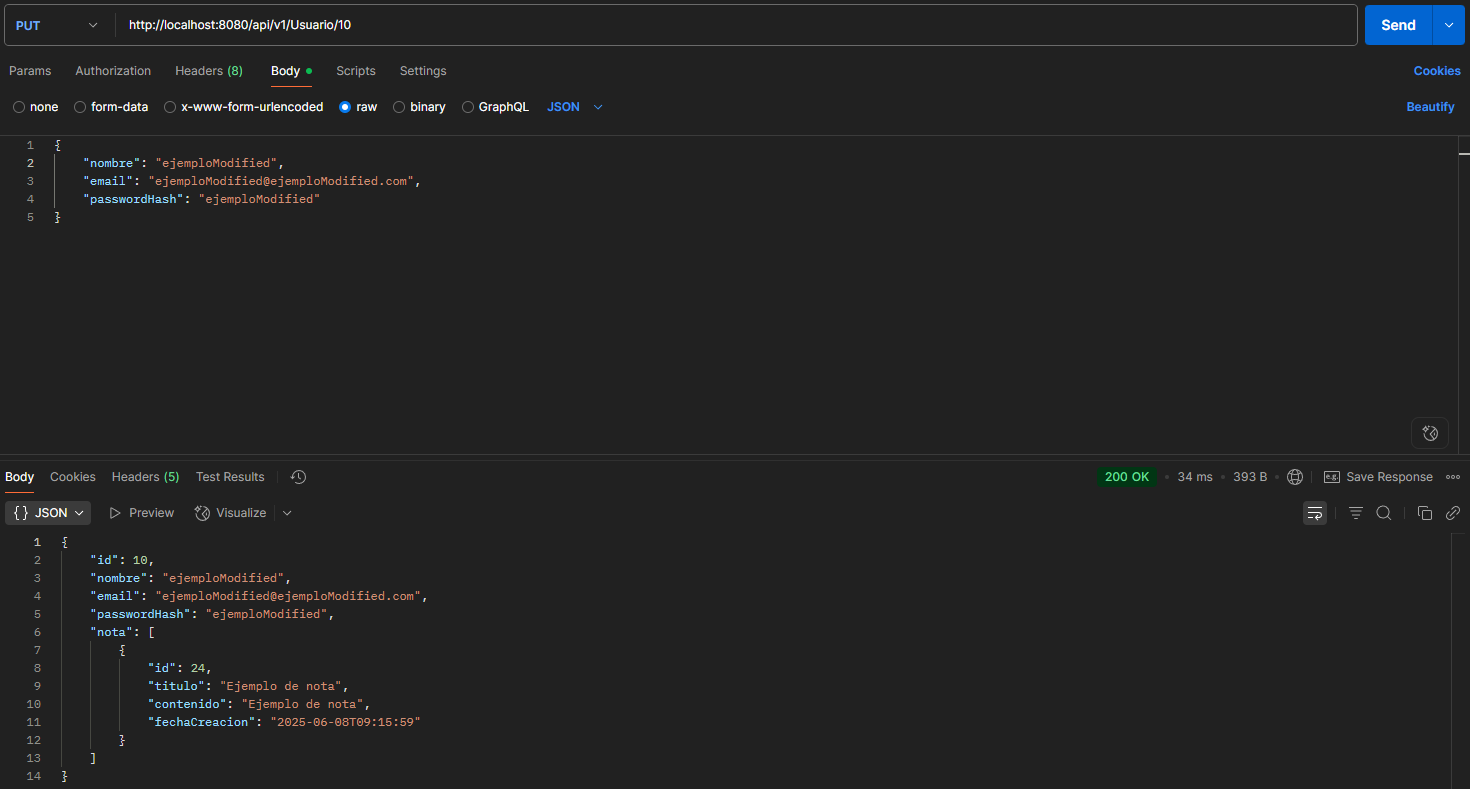 PUT http://localhost:8080/api/v1/Usuario/10 Send
Params Authorization Headers (8) Body Scripts Settings Cookies
none form-data x-www-form-urlencoded raw binary GraphQL JSON Beautify
1 {
2 "nombre": "ejemploModified",
3 "email": "ejemploModified@ejemploModified.com",
4 "passwordHash": "ejemploModified"
5 }
Body Cookies Headers (5) Test Results 200 OK • 34 ms • 393 B • e.g. Save Response
{} JSON Preview Visualize
1 {
2 "id": 10,
3 "nombre": "ejemploModified",
4 "email": "ejemploModified@ejemploModified.com",
5 "passwordHash": "ejemploModified",
6 "nota": [
7 {
8 "id": 24,
9 "titulo": "Ejemplo de nota",
10 "contenido": "Ejemplo de nota",
11 "fechaCreacion": "2025-06-08T09:15:59"
12 }
13 ]
14 }